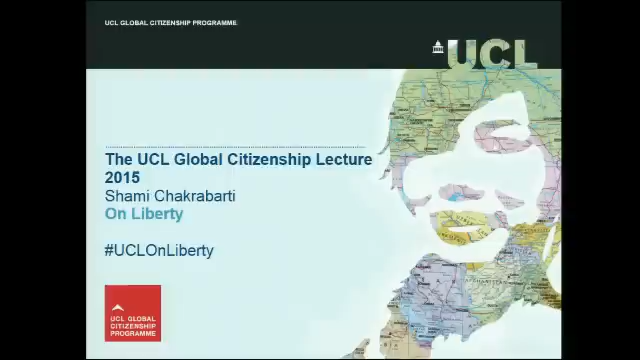 UCL GLOBAL CITIZENSHIP PROGRAMME
UCL
The UCL Global Citizenship Lecture
2015
Shami Chakrabarti
On Liberty
#UCLOnLiberty
UCL GLOBAL
CITIZENSHIP
PROGRAMME